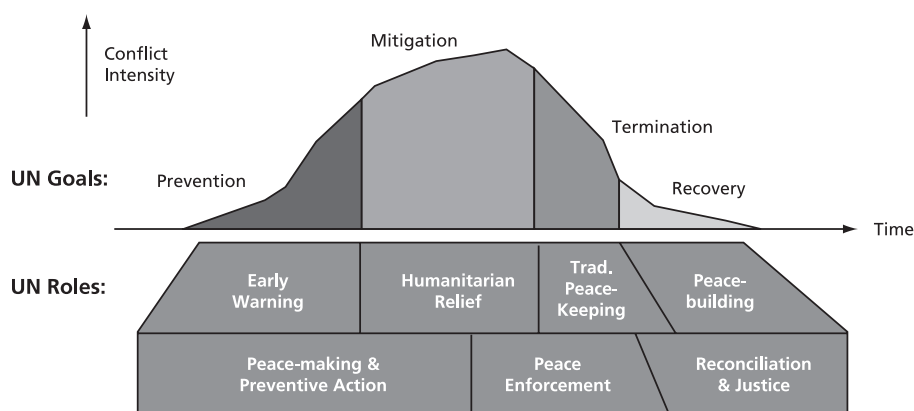 Conflict
Intensity
Mitigation
Termination
UN Goals:
Prevention
Recovery
Time
UN Roles:
Early
Warning
Humanitarian
Relief
Trad.
Peace-
Keeping
Peace-
building
Peace-making &
Preventive Action
Peace
Enforcement
Reconciliation
& Justice